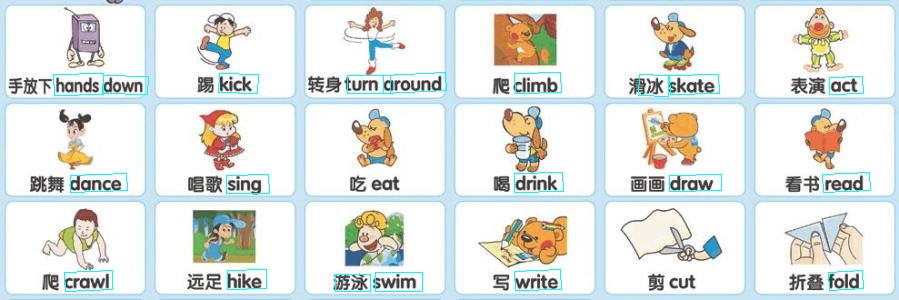 手放下 hands down
踢 kick
转身 turn around
爬 climb
滑冰 skate
表演 act
跳舞 dance
唱歌 sing
吃 eat
喝 drink
画画 draw
看书 read
爬 crawl
远足 hike
游泳 swim
写 write
剪 cut
折叠 fold